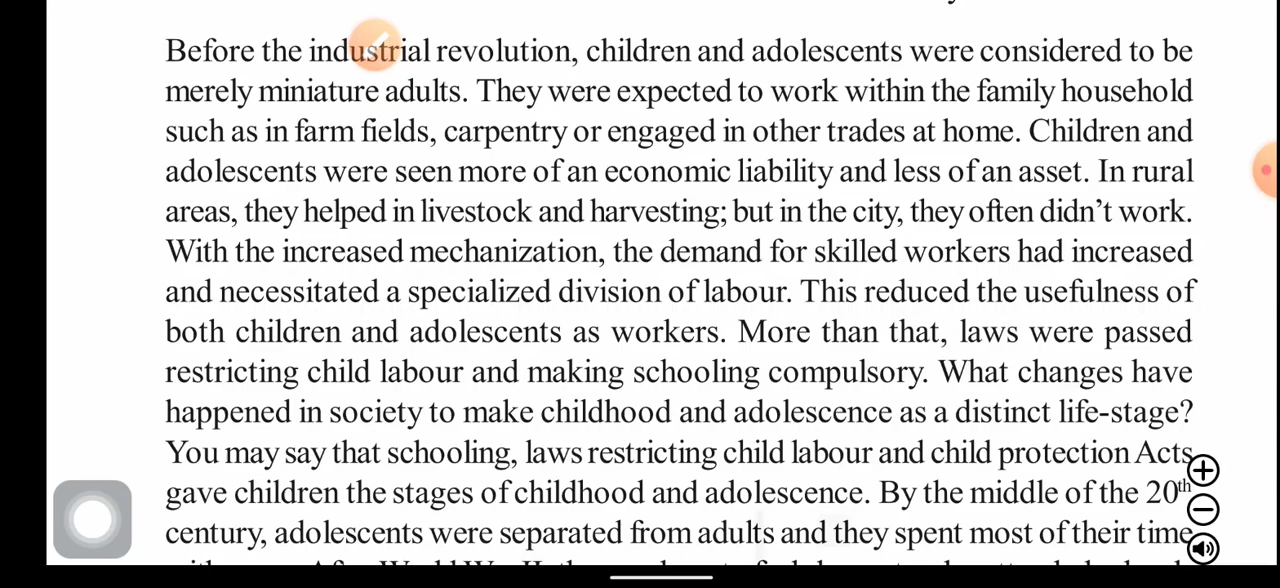 Before the industrial revolution, children and adolescents were considered to be
merely miniature adults. They were expected to work within the family household
such as in farm fields, carpentry or engaged in other trades at home. Children and
adolescents were seen more of an economic liability and less of an asset. In rural
areas, they helped in livestock and harvesting; but in the city, they often didn’t work.
With the increased mechanization, the demand for skilled workers had increased
and necessitated a specialized division of labour. This reduced the usefulness of
both children and adolescents as workers. More than that, laws were passed
restricting child labour and making schooling compulsory. What changes have
happened in society to make childhood and adolescence as a distinct life-stage?
You may say that schooling, laws restricting child labour and child protection Acts
gave children the stages of childhood and adolescence. By the middle of the 20th
century, adolescents were separated from adults and they spent most of their time